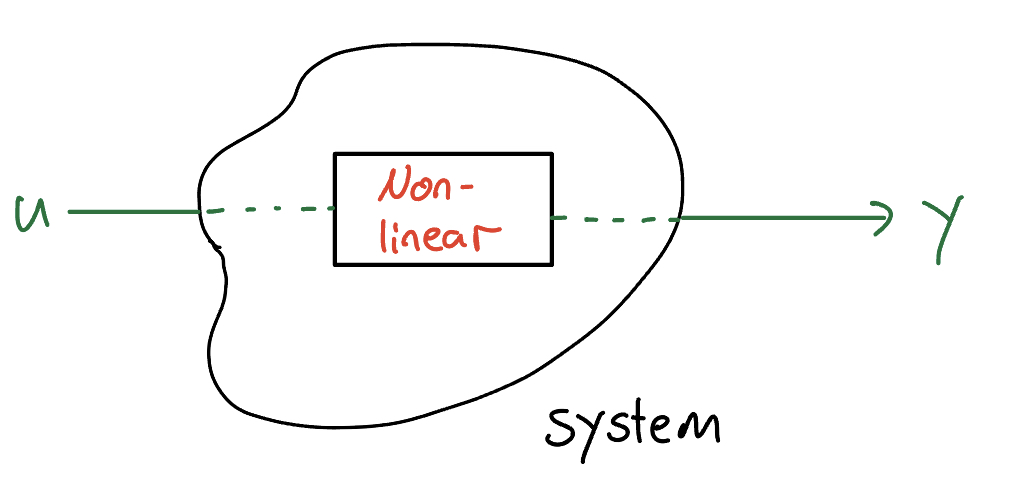 u
Non-
linear
y
system